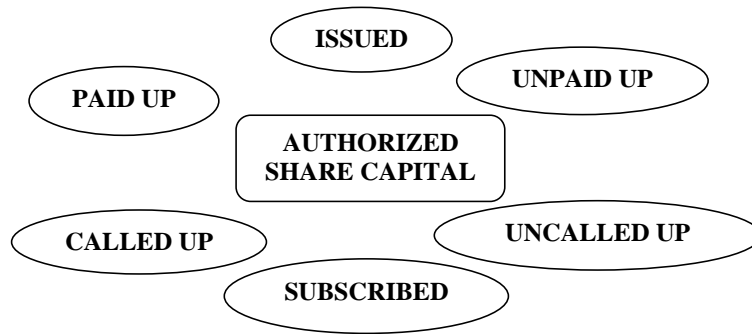 ISSUED
UNPAID UP
PAID UP
AUTHORIZED
SHARE CAPITAL
CALLED UP
UNCALLED UP
SUBSCRIBED